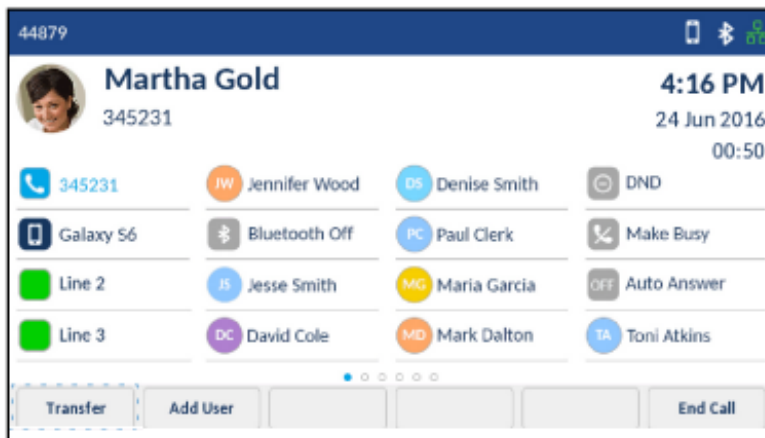 44879
Martha Gold
4:16 PM
345231
24 Jun 2016
00:50
345231
JW Jennifer Wood
DS Denise Smith
DND
Galaxy S6
Bluetooth Off
PC Paul Clerk
Make Busy
Line 2
JS Jesse Smith
MG Maria Garcia
OFF Auto Answer
Line 3
DC David Cole
MD Mark Dalton
TA Toni Atkins
Transfer
Add User
End Call